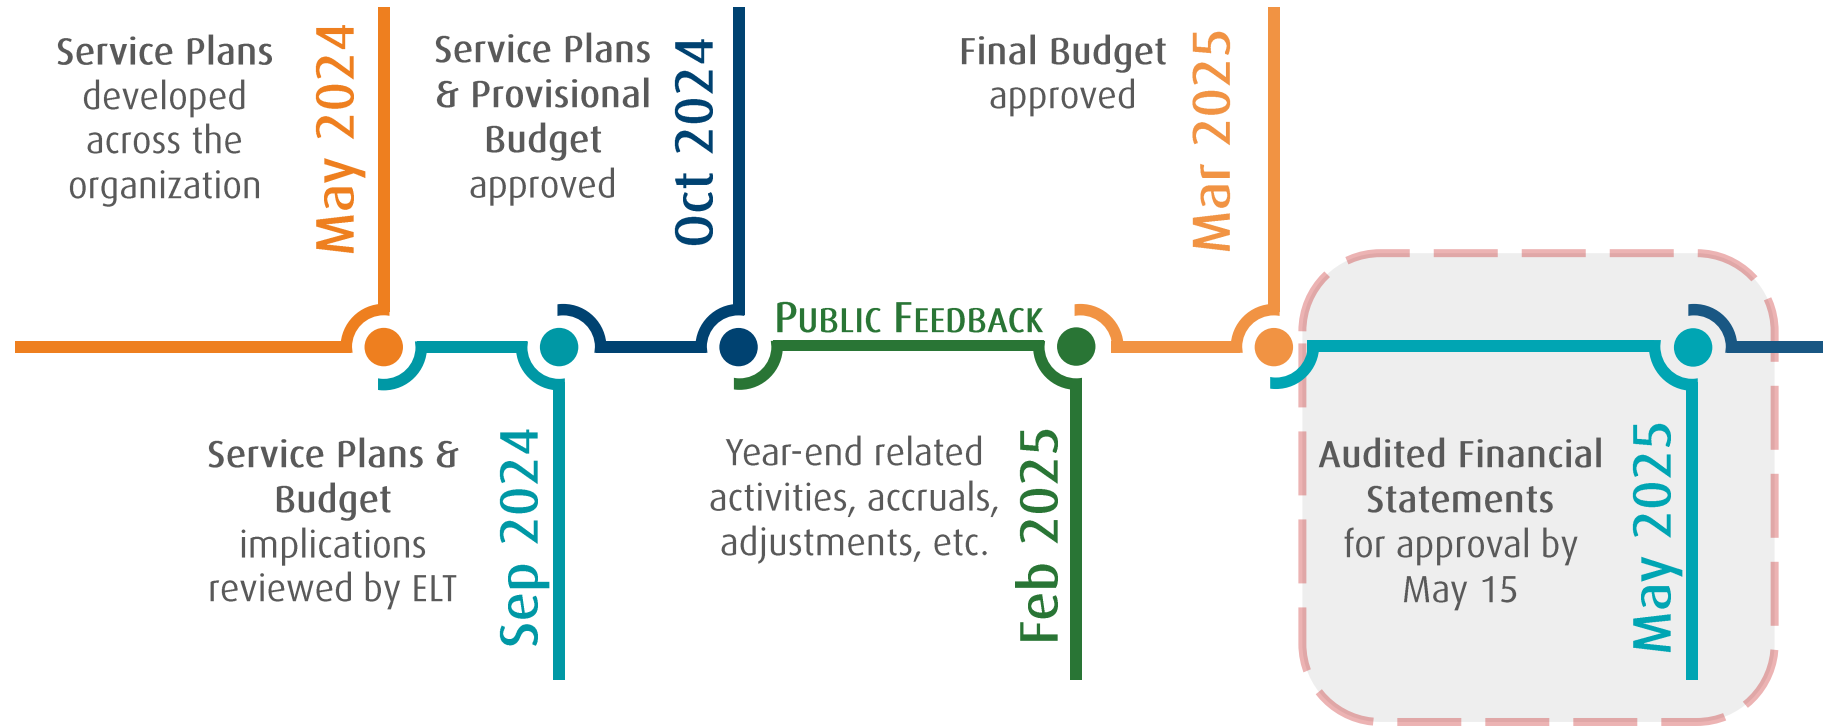 Service Plans
developed
across the
organization
May 2024
Service Plans &
Budget
implications
reviewed by ELT
Sep 2024
Service Plans
& Provisional
Budget
approved
Oct 2024
PUBLIC FEEDBACK
Year-end related
activities, accruals,
adjustments, etc.
Feb 2025
Final Budget
approved
Mar 2025
Audited Financial
Statements
for approval by
May 15
May 2025